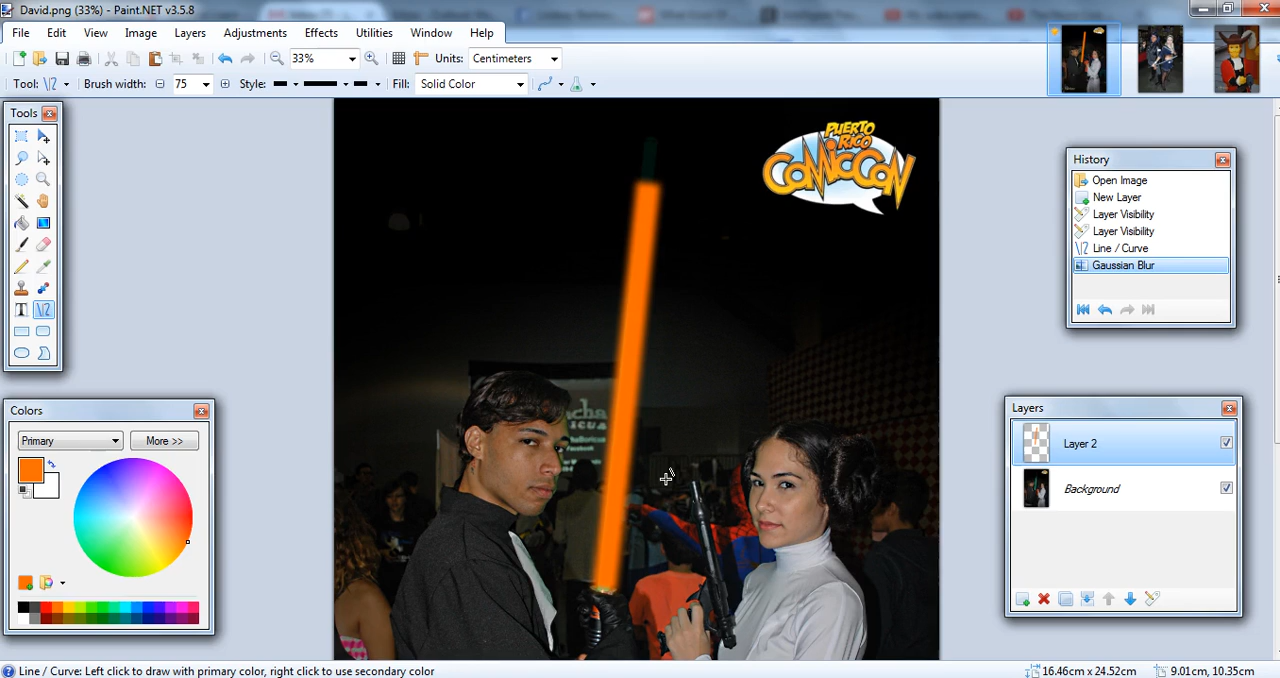 David.png (33%) - Paint.NET v3.5.8
File Edit View Image Layers Adjustments Effects Utilities Window Help
33% Units: Centimeters
Tool: Brush width: 75 Style: Fill: Solid Color
Tools
PUERTO
RICO
COMICCON
History
Open Image
New Layer
Layer Visibility
Layer Visibility
Line / Curve
Gaussian Blur
Colors
Primary More >>
Layers
Layer 2
Background
Facebook
Line / Curve: Left click to draw with primary color, right click to use secondary color
16.46cm x 24.52cm
9.01cm, 10.35cm